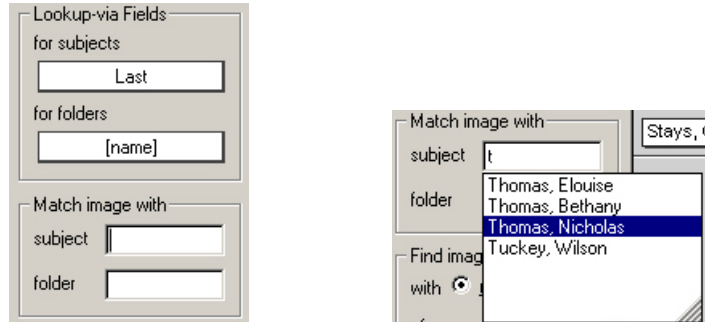 Lookup-via Fields
for subjects
Last
for folders
[name]
Match image with
subject
folder
Match image with
subject t
folder
Thomas, Elouise
Thomas, Bethany
Thomas, Nicholas
Tuckey, Wilson
Find imag
with
Stays,